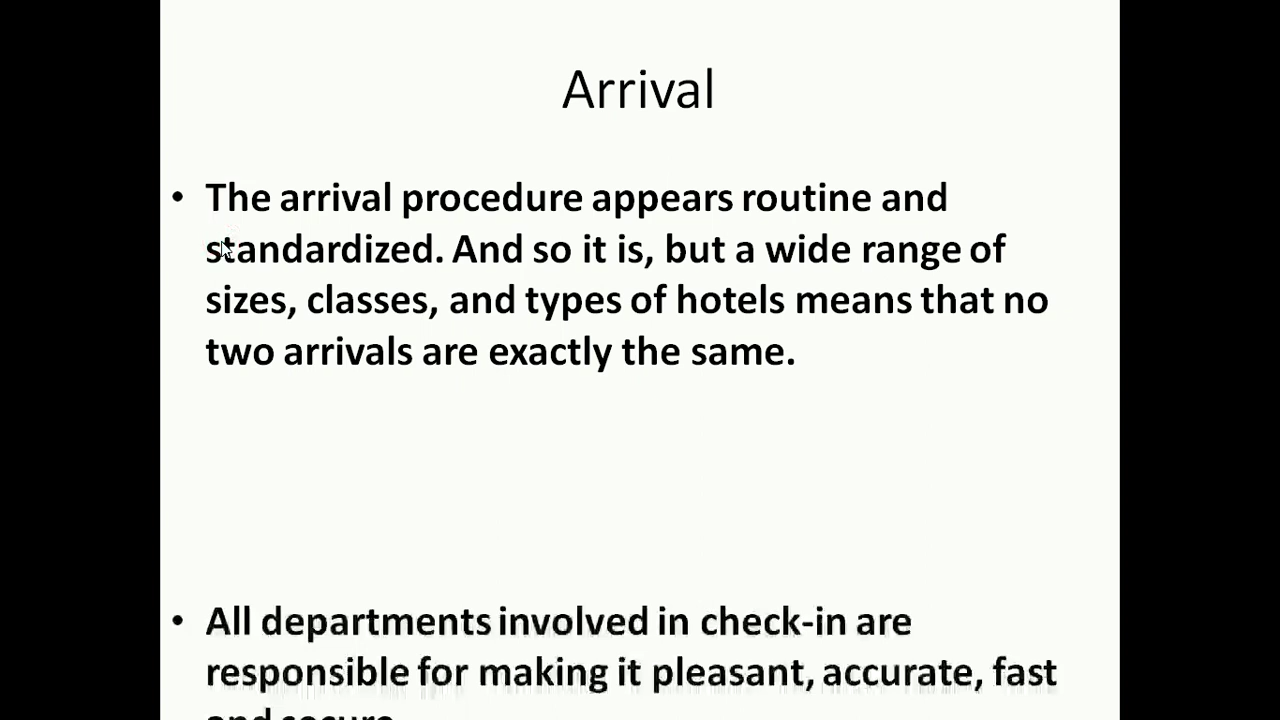 Arrival
• The arrival procedure appears routine and
standardized. And so it is, but a wide range of
sizes, classes, and types of hotels means that no
two arrivals are exactly the same.
• All departments involved in check-in are
responsible for making it pleasant, accurate, fast
and secure.